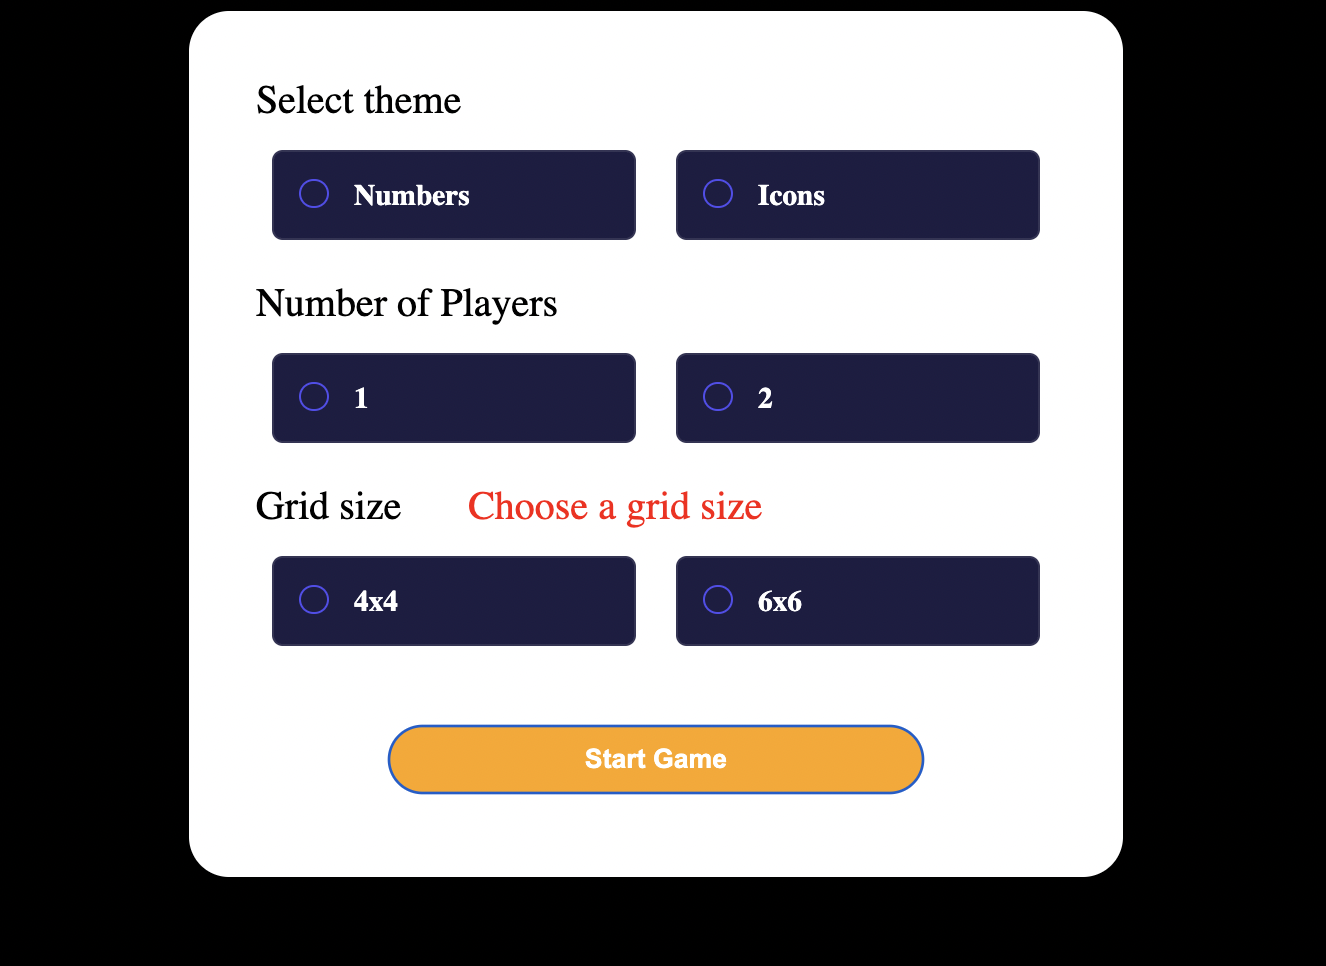 Select theme
Numbers
Icons
Number of Players
1
2
Grid size
Choose a grid size
4x4
6x6
Start Game